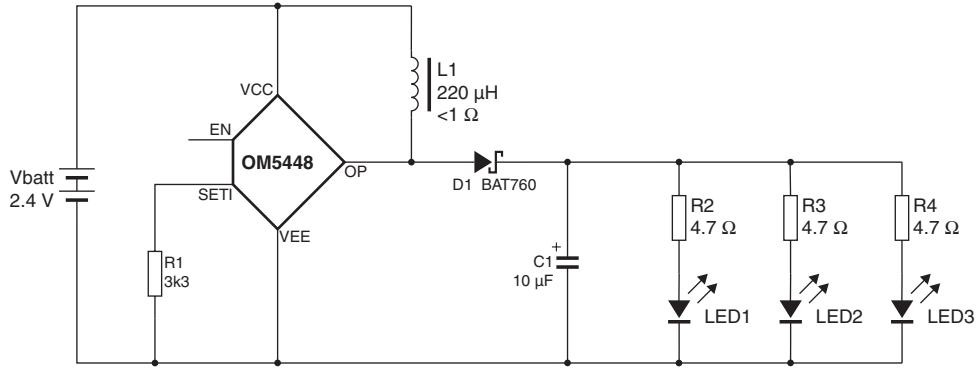 VCC
L1
220 µH
<1 Ω
EN
OM5448
OP
Vbatt
2.4 V
SETI
D1 BAT760
R2
4.7 Ω
R3
4.7 Ω
R4
4.7 Ω
VEE
R1
3k3
+
C1
10 µF
LED1
LED2
LED3